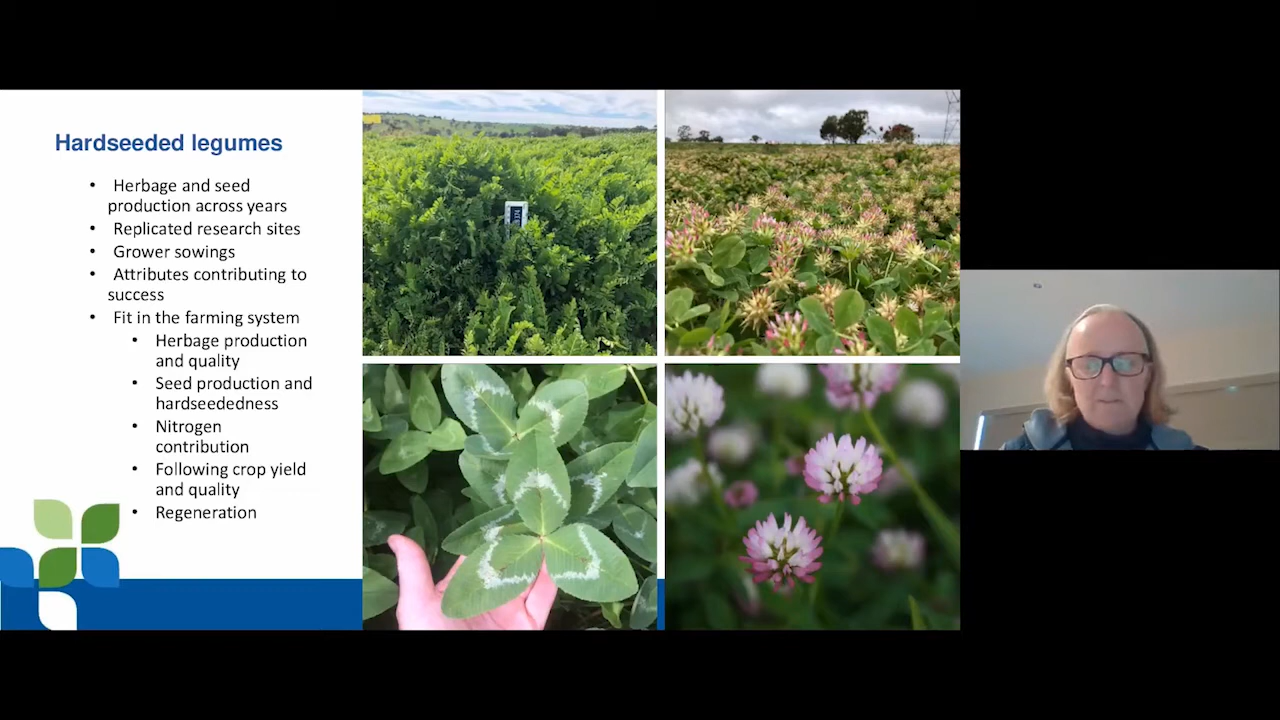 Hardseeded legumes
• Herbage and seed
production across years
• Replicated research sites
• Grower sowings
• Attributes contributing to
success
• Fit in the farming system
• Herbage production
and quality
• Seed production and
hardseededness
• Nitrogen
contribution
• Following crop yield
and quality
• Regeneration